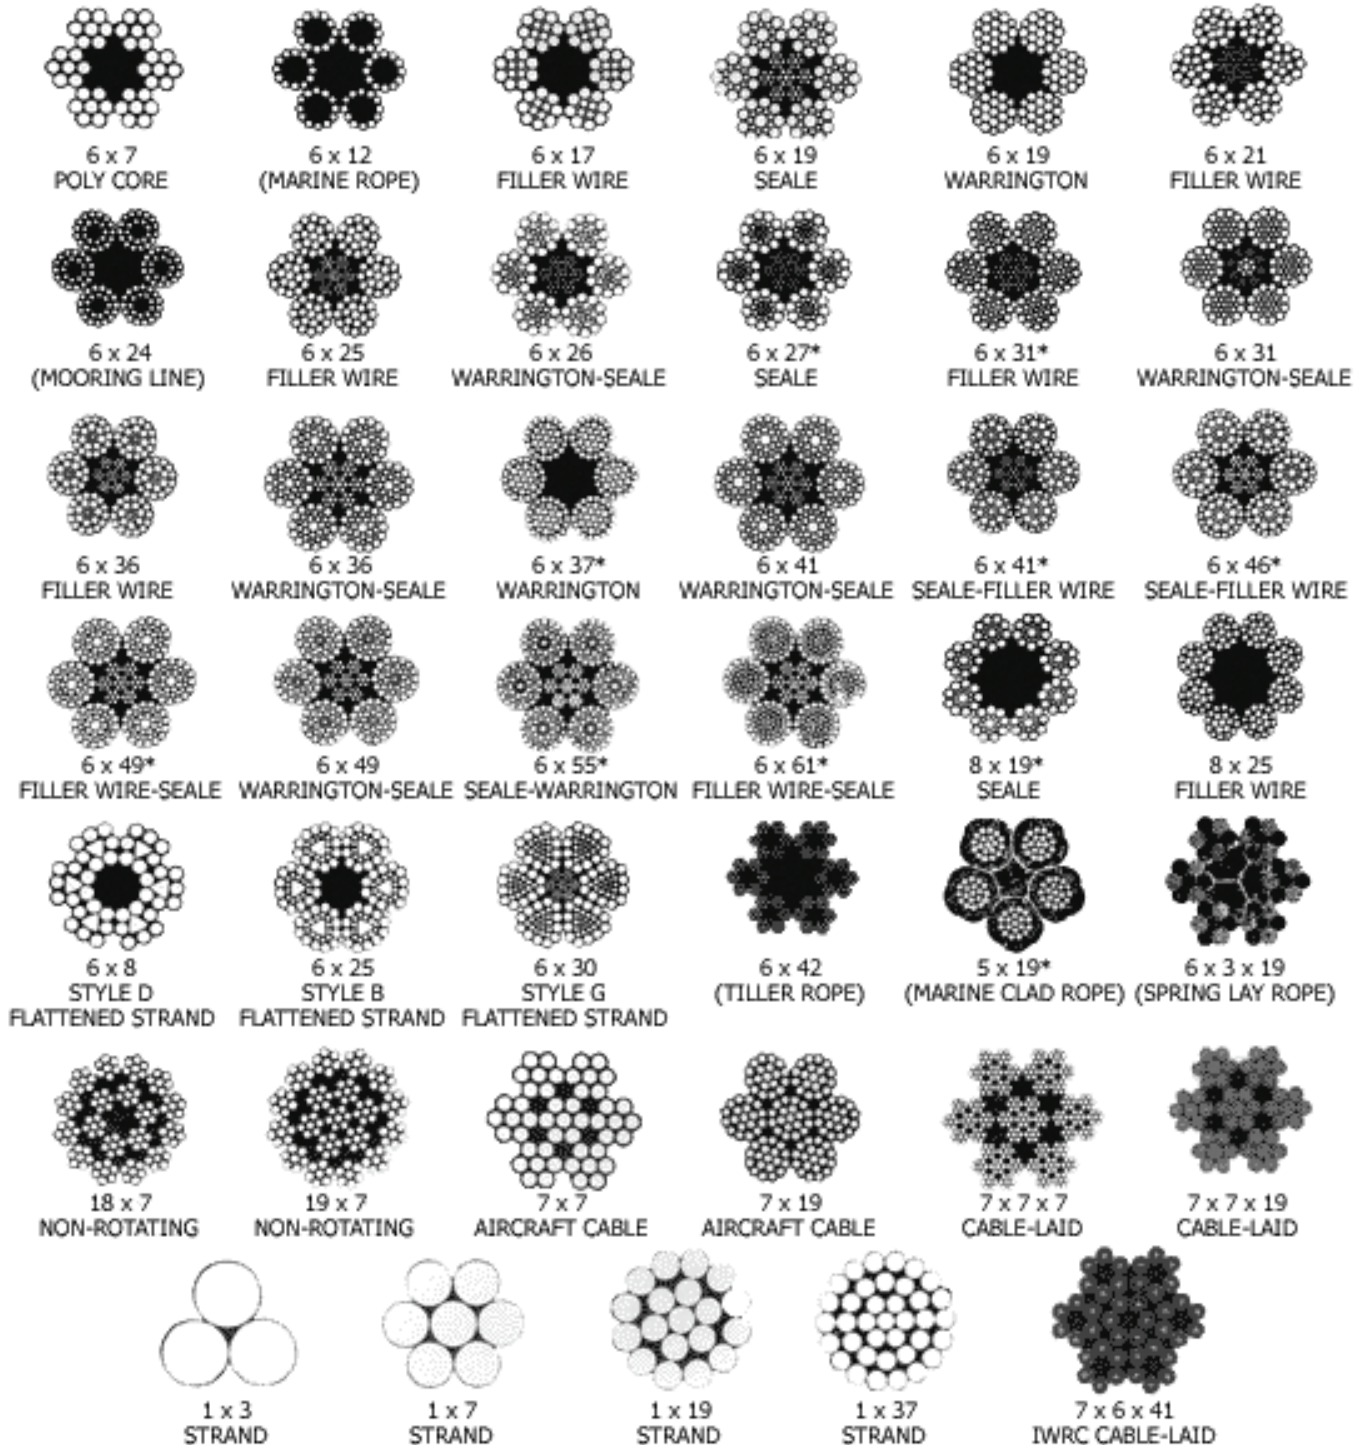 6 x 7 6 x 12 6 x 17 6 x 19 6 x 19 6 x 21
POLY CORE (MARINE ROPE) FILLER WIRE SEALE WARRINGTON FILLER WIRE
6 x 24 6 x 25 6 x 26 6 x 27* 6 x 31* 6 x 31
(MOORING LINE) FILLER WIRE WARRINGTON-SEALE SEALE FILLER WIRE WARRINGTON-SEALE
6 x 36 6 x 36 6 x 37* 6 x 41 6 x 41* 6 x 46*
FILLER WIRE WARRINGTON-SEALE WARRINGTON WARRINGTON-SEALE SEALE-FILLER WIRE SEALE-FILLER WIRE
6 x 49* 6 x 49 6 x 55* 6 x 61* 8 x 19* 8 x 25
FILLER WIRE-SEALE WARRINGTON-SEALE SEALE-WARRINGTON FILLER WIRE-SEALE SEALE FILLER WIRE
6 x 8 6 x 25 6 x 30 6 x 42 5 x 19* 6 x 3 x 19
STYLE D STYLE B STYLE G (TILLER ROPE) (MARINE CLAD ROPE) (SPRING LAY ROPE)
FLATTENED STRAND FLATTENED STRAND FLATTENED STRAND
18 x 7 19 x 7 7 x 7 7 x 19 7 x 7 x 7 7 x 7 x 19
NON-ROTATING NON-ROTATING AIRCRAFT CABLE AIRCRAFT CABLE CABLE-LAID CABLE-LAID
1 x 3 1 x 7 1 x 19 1 x 37 7 x 6 x 41
STRAND STRAND STRAND STRAND IWRC CABLE-LAID